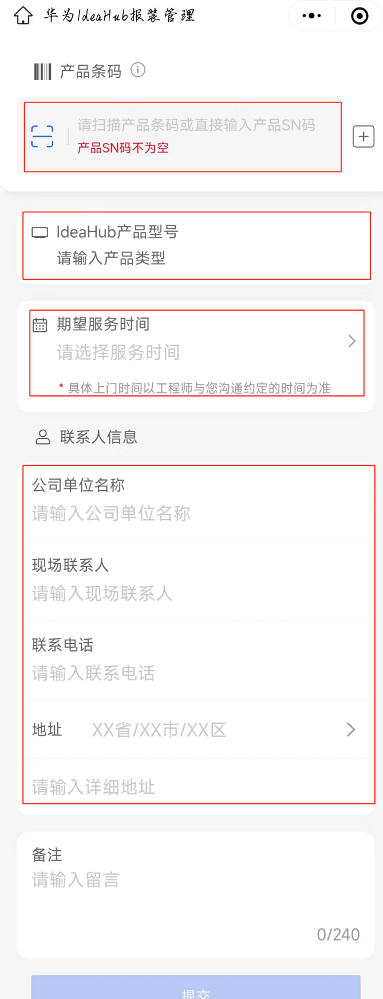 华为IdeaHub报装管理
产品条码
请扫描产品条码或直接输入产品SN码
产品SN码不为空
IdeaHub产品型号
请输入产品类型
期望服务时间
请选择服务时间
* 具体上门时间以工程师与您沟通约定的时间为准
联系人信息
公司单位名称
请输入公司单位名称
现场联系人
请输入现场联系人
联系电话
请输入联系电话
地址 XX省/XX市/XX区
请输入详细地址
备注
请输入留言
0/240
提交